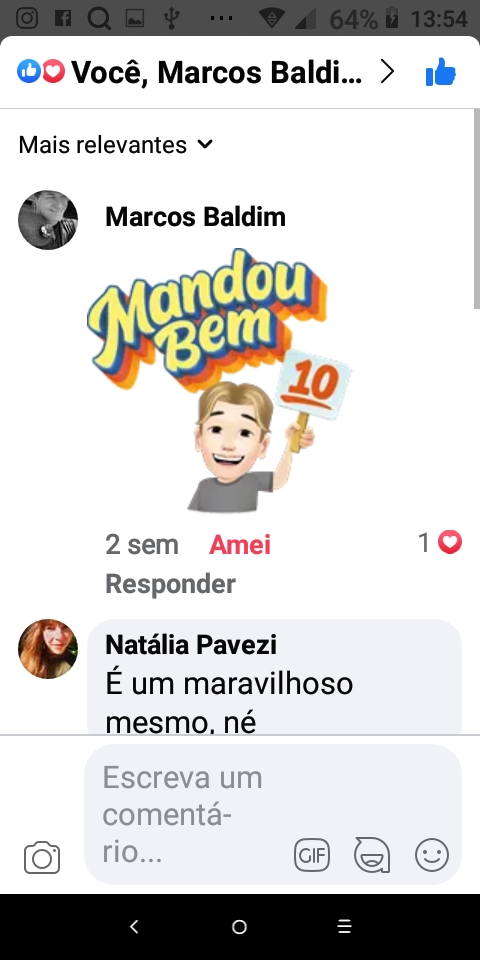 64% 13:54
Você, Marcos Baldi...
Mais relevantes
Marcos Baldim
Mandou
Bem
10
2 sem Amei 1
Responder
Natália Pavezi
É um maravilhoso
mesmo, né
Escreva um
comentá-
rio...
GIF